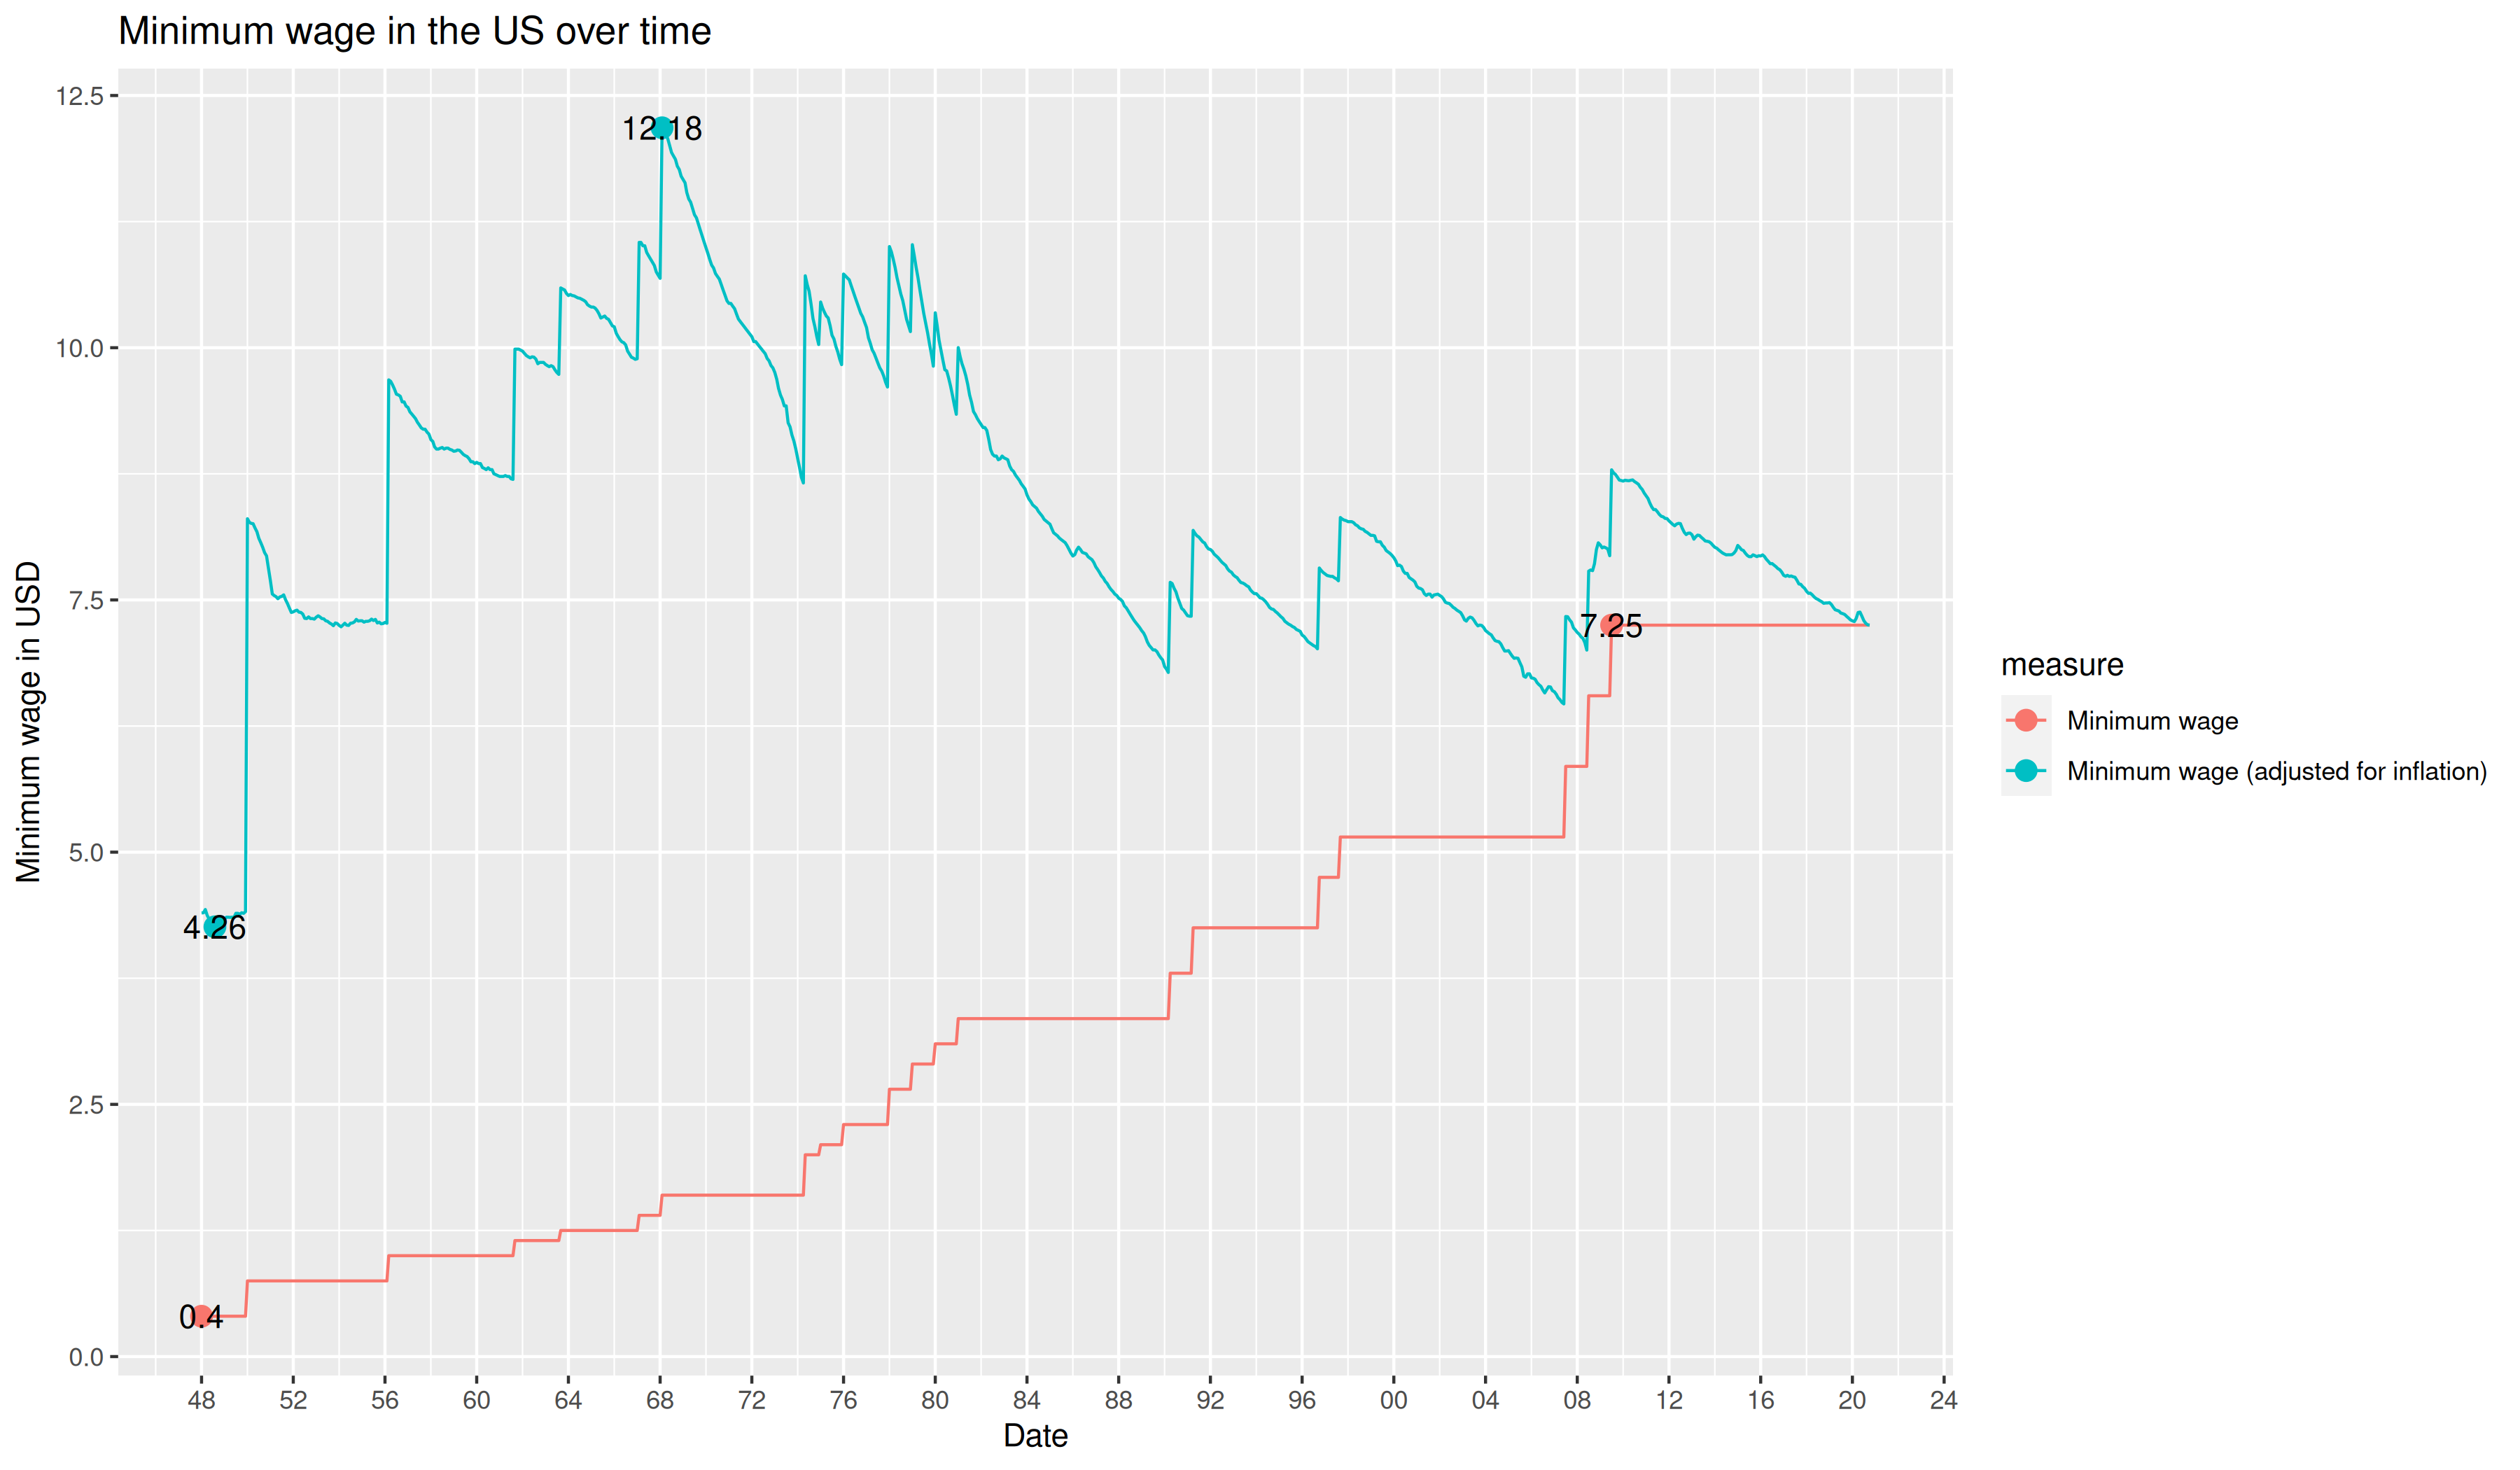 Minimum wage in the US over time
12.5
10.0
7.5
5.0
2.5
0.0
Minimum wage in USD
12.18
7.25
4.26
0.4
48 52 56 60 64 68 72 76 80 84 88 92 96 00 04 08 12 16 20 24
Date
measure
Minimum wage
Minimum wage (adjusted for inflation)